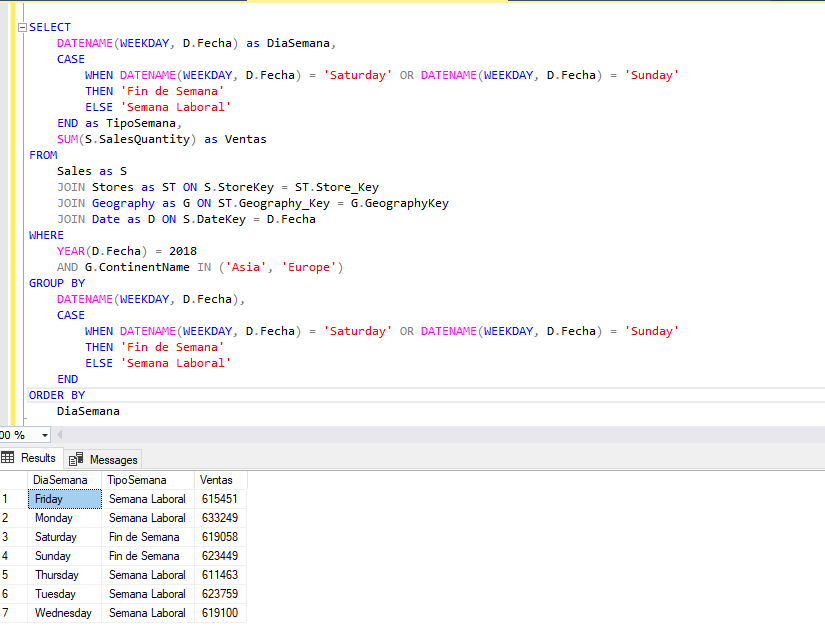 SELECT
DATENAME(WEEKDAY, D.Fecha) as DiaSemana,
CASE
WHEN DATENAME(WEEKDAY, D.Fecha) = 'Saturday' OR DATENAME(WEEKDAY, D.Fecha) = 'Sunday'
THEN 'Fin de Semana'
ELSE 'Semana Laboral'
END as TipoSemana,
SUM(S.SalesQuantity) as Ventas
FROM
Sales as S
JOIN Stores as ST ON S.StoreKey = ST.Store_Key
JOIN Geography as G ON ST.Geography_Key = G.GeographyKey
JOIN Date as D ON S.DateKey = D.Fecha
WHERE
YEAR(D.Fecha) = 2018
AND G.ContinentName IN ('Asia', 'Europe')
GROUP BY
DATENAME(WEEKDAY, D.Fecha),
CASE
WHEN DATENAME(WEEKDAY, D.Fecha) = 'Saturday' OR DATENAME(WEEKDAY, D.Fecha) = 'Sunday'
THEN 'Fin de Semana'
ELSE 'Semana Laboral'
END
ORDER BY
DiaSemana
00 %
Results Messages
DiaSemana TipoSemana Ventas
1 Friday Semana Laboral 615451
2 Monday Semana Laboral 633249
3 Saturday Fin de Semana 619058
4 Sunday Fin de Semana 623449
5 Thursday Semana Laboral 611463
6 Tuesday Semana Laboral 623759
7 Wednesday Semana Laboral 619100